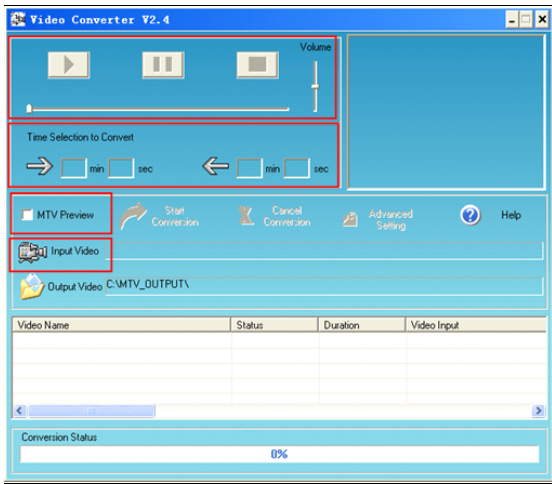 Video Converter V2.4
Volume
Time Selection to Convert
min sec min sec
MTV Preview Start Conversion Cancel Conversion Advanced Setting ? Help
Input Video
Output Video C:\MTV_OUTPUT\
Video Name Status Duration Video Input
Conversion Status
0%